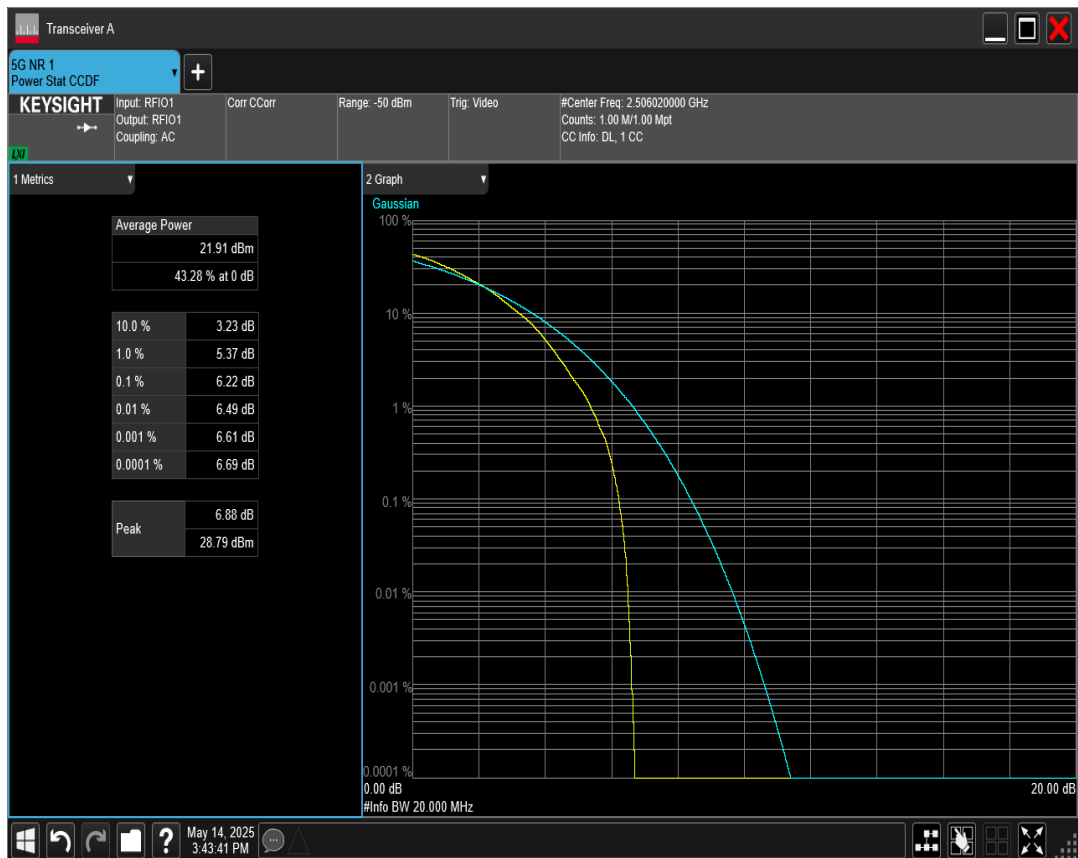 Transceiver A
5G NR 1
Power Stat CCDF
+
KEYSIGHT
LXI
Input: RFIO1
Output: RFIO1
Coupling: AC
Corr CCorr
Range: -50 dBm
Trig: Video
#Center Freq: 2.506020000 GHz
Counts: 1.00 M/1.00 Mpt
CC Info: DL, 1 CC
1 Metrics
Average Power
21.91 dBm
43.28 % at 0 dB
10.0 % 3.23 dB
1.0 % 5.37 dB
0.1 % 6.22 dB
0.01 % 6.49 dB
0.001 % 6.61 dB
0.0001 % 6.69 dB
Peak 6.88 dB
28.79 dBm
2 Graph
Gaussian
100 %
10 %
1 %
0.1 %
0.01 %
0.001 %
0.0001 %
0.00 dB 20.00 dB
#Info BW 20.000 MHz
?
May 14, 2025
3:43:41 PM